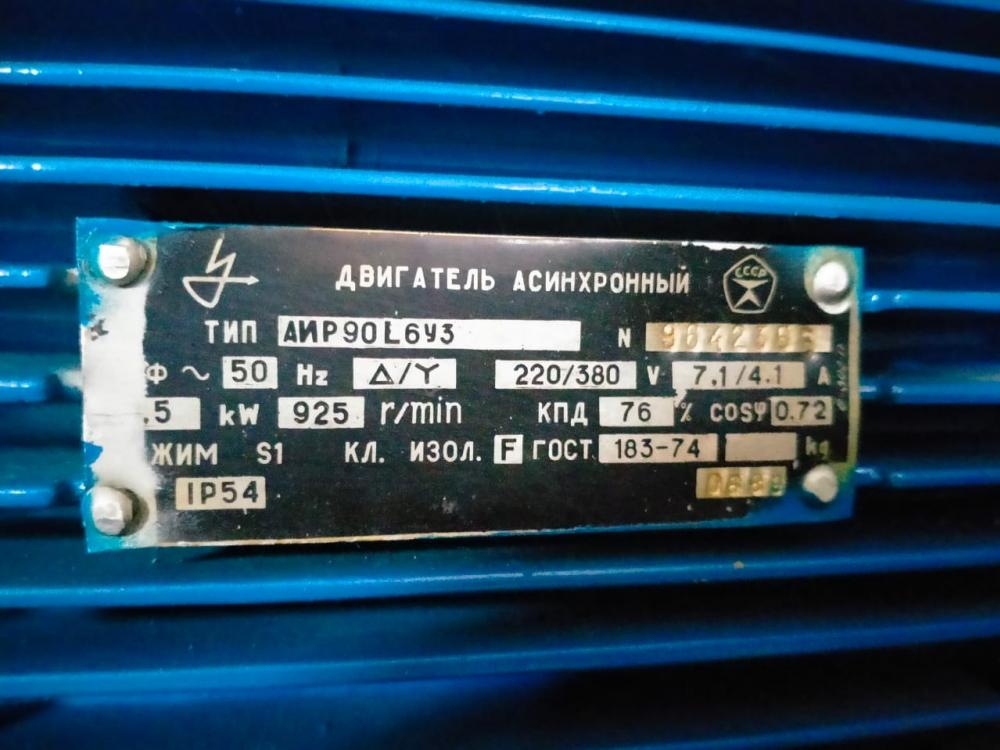 ДВИГАТЕЛЬ АСИНХРОННЫЙ СССР
ТИП АИР90L6У3 N
Ф ~ 50 Hz Δ/Y 220/380 V 7.1/4.1 A
.5 kW 925 r/min КПД 76 % COSφ 0.72
ЖИМ S1 КЛ. ИЗОЛ. F ГОСТ 183-74 kg
IP54